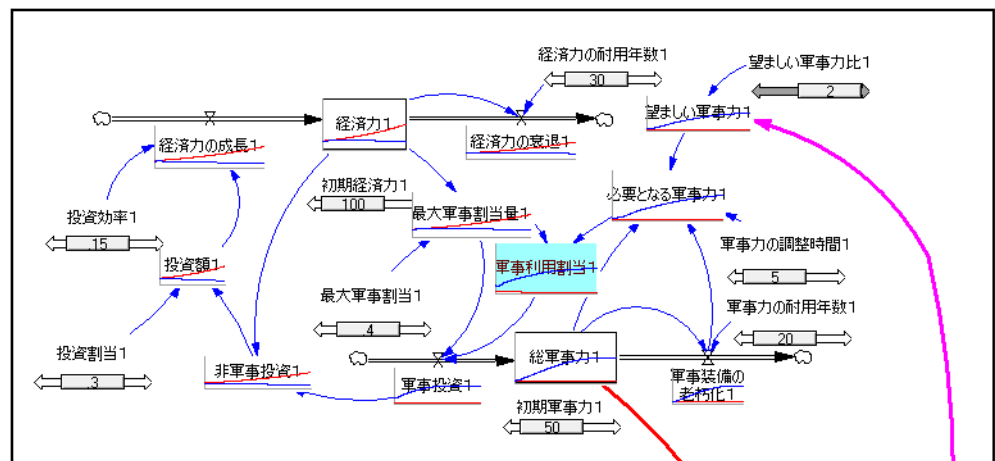 経済力の耐用年数1
30
望ましい軍事力比1
2
経済力1
望ましい軍事力1
経済力の成長1
経済力の衰退1
初期経済力1
100
最大軍事割当量1
必要となる軍事力1
投資効率1
.15
投資額1
軍事利用割当1
軍事力の調整時間1
5
最大軍事割当1
.4
軍事力の耐用年数1
20
投資割当1
.3
非軍事投資1
軍事投資1
総軍事力1
軍事装備の
老朽化1
初期軍事力1
50